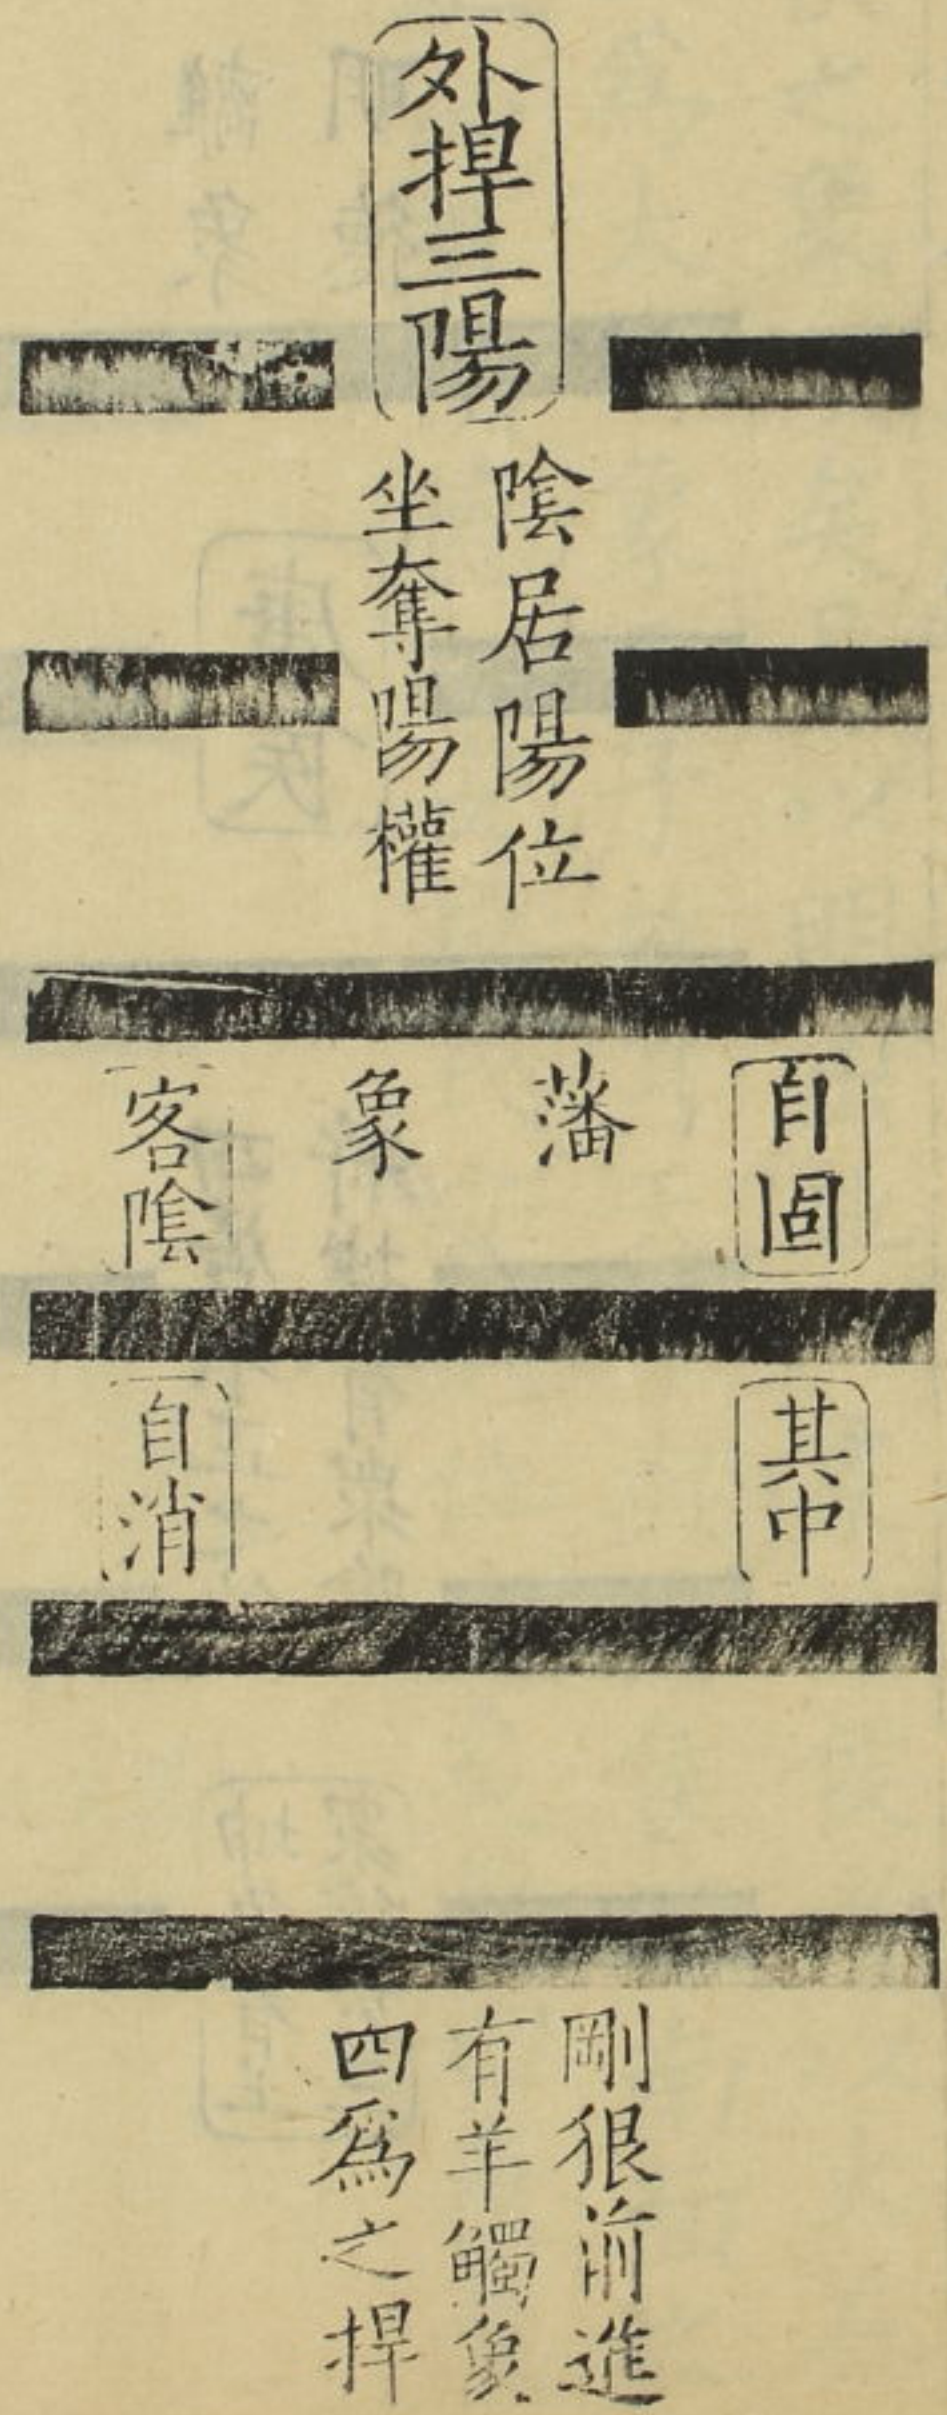 外捍三陽
陰居陽位
坐奪陽權
自固
藩
象
客陰
其中
自消
剛狠前進
有羊觸象
四爲之捍